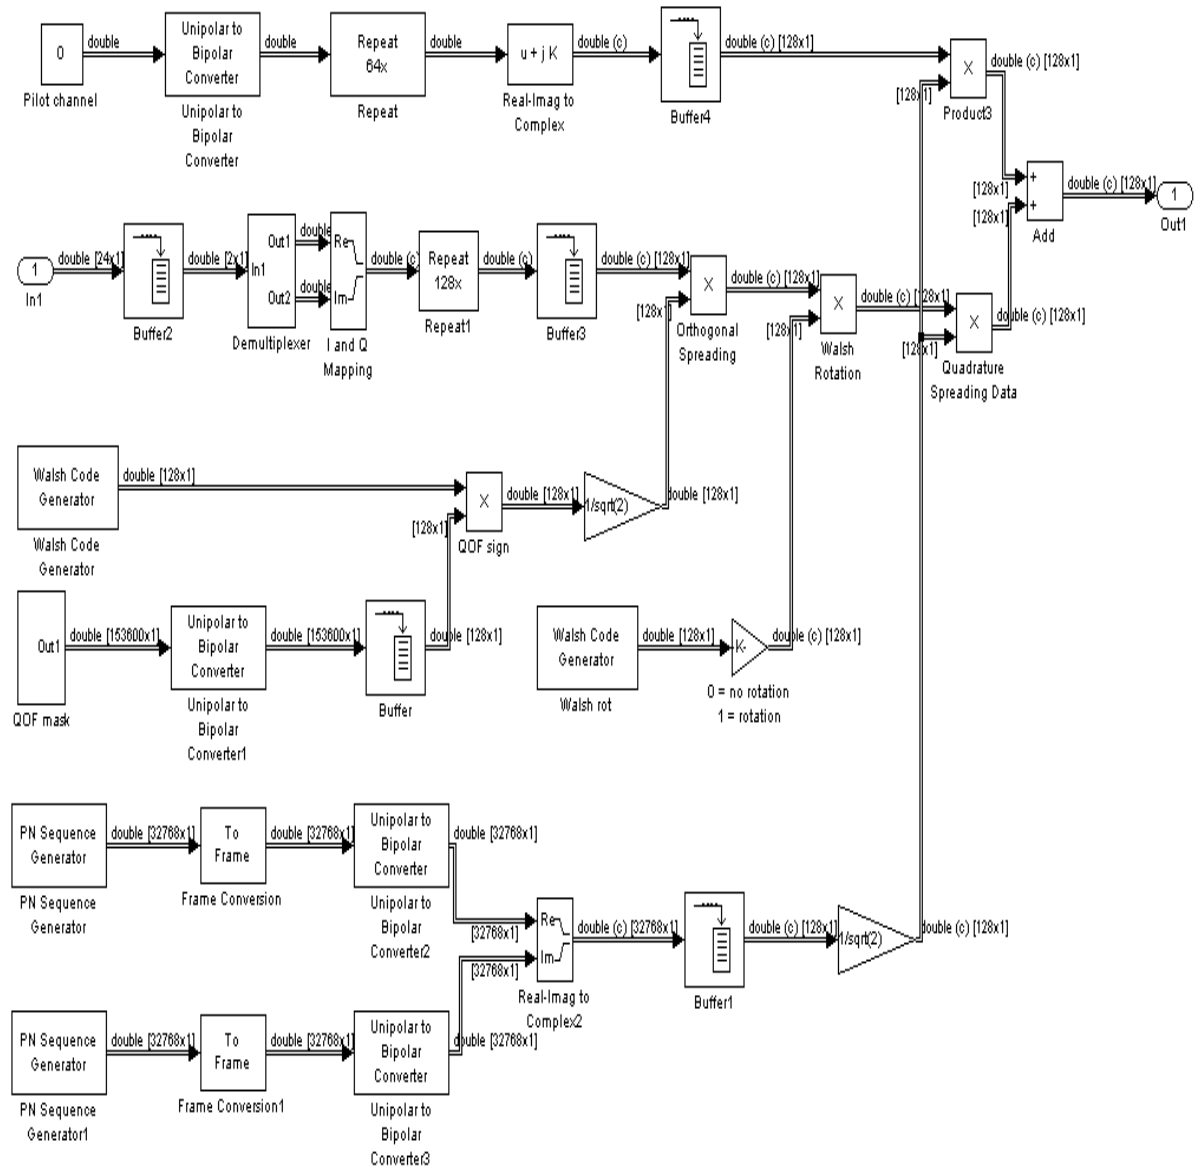 0
double
Unipolar to
Bipolar
Converter
double
Repeat
64x
double
u + j K
double (c)
double (c) [128x1]
X
double (c) [128x1]
[128x1]
Pilot channel
Unipolar to
Bipolar
Converter
Repeat
Real-Imag to
Complex
Buffer4
Product3
+
+
[128x1]
[128x1]
double (c) [128x1]
1
Out1
Add
1
In1
double [24x1]
Buffer2
double [2x1]
In1
Out1
Out2
Demultiplexer
double
double
Re
Im
I and Q
Mapping
double (c)
Repeat
128x
Repeat1
double (c)
Buffer3
double (c) [128x1]
[128x1]
X
Orthogonal
Spreading
double (c) [128x1]
[128x1]
X
Walsh
Rotation
double (c) [128x1]
[128x1]
X
Quadrature
Spreading Data
double (c) [128x1]
Walsh Code
Generator
Walsh Code
Generator
double [128x1]
[128x1]
X
QOF sign
double [128x1]
1/sqrt(2)
double [128x1]
Out1
QOF mask
double [153600x1]
Unipolar to
Bipolar
Converter
Unipolar to
Bipolar
Converter1
double [153600x1]
Buffer
double [128x1]
Walsh Code
Generator
Walsh rot
double [128x1]
-K-
double (c) [128x1]
0 = no rotation
1 = rotation
PN Sequence
Generator
PN Sequence
Generator
double [32768x1]
To
Frame
Frame Conversion
double [32768x1]
Unipolar to
Bipolar
Converter
Unipolar to
Bipolar
Converter2
double [32768x1]
[32768x1]
[32768x1]
Re
Im
Real-Imag to
Complex2
double (c) [32768x1]
Buffer1
double (c) [128x1]
1/sqrt(2)
double (c) [128x1]
PN Sequence
Generator
PN Sequence
Generator1
double [32768x1]
To
Frame
Frame Conversion1
double [32768x1]
Unipolar to
Bipolar
Converter
Unipolar to
Bipolar
Converter3
double [32768x1]